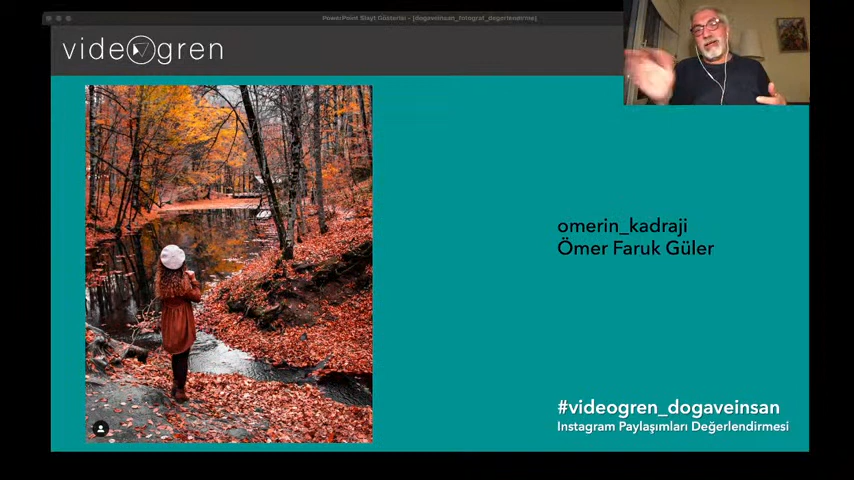 PowerPoint Slayt Gösterisi - [dogaveinsan_fotograf_degerlendirme]
videogren
omerin_kadraji
Ömer Faruk Güler
#videogren_dogaveinsan
Instagram Paylaşımları Değerlendirmesi